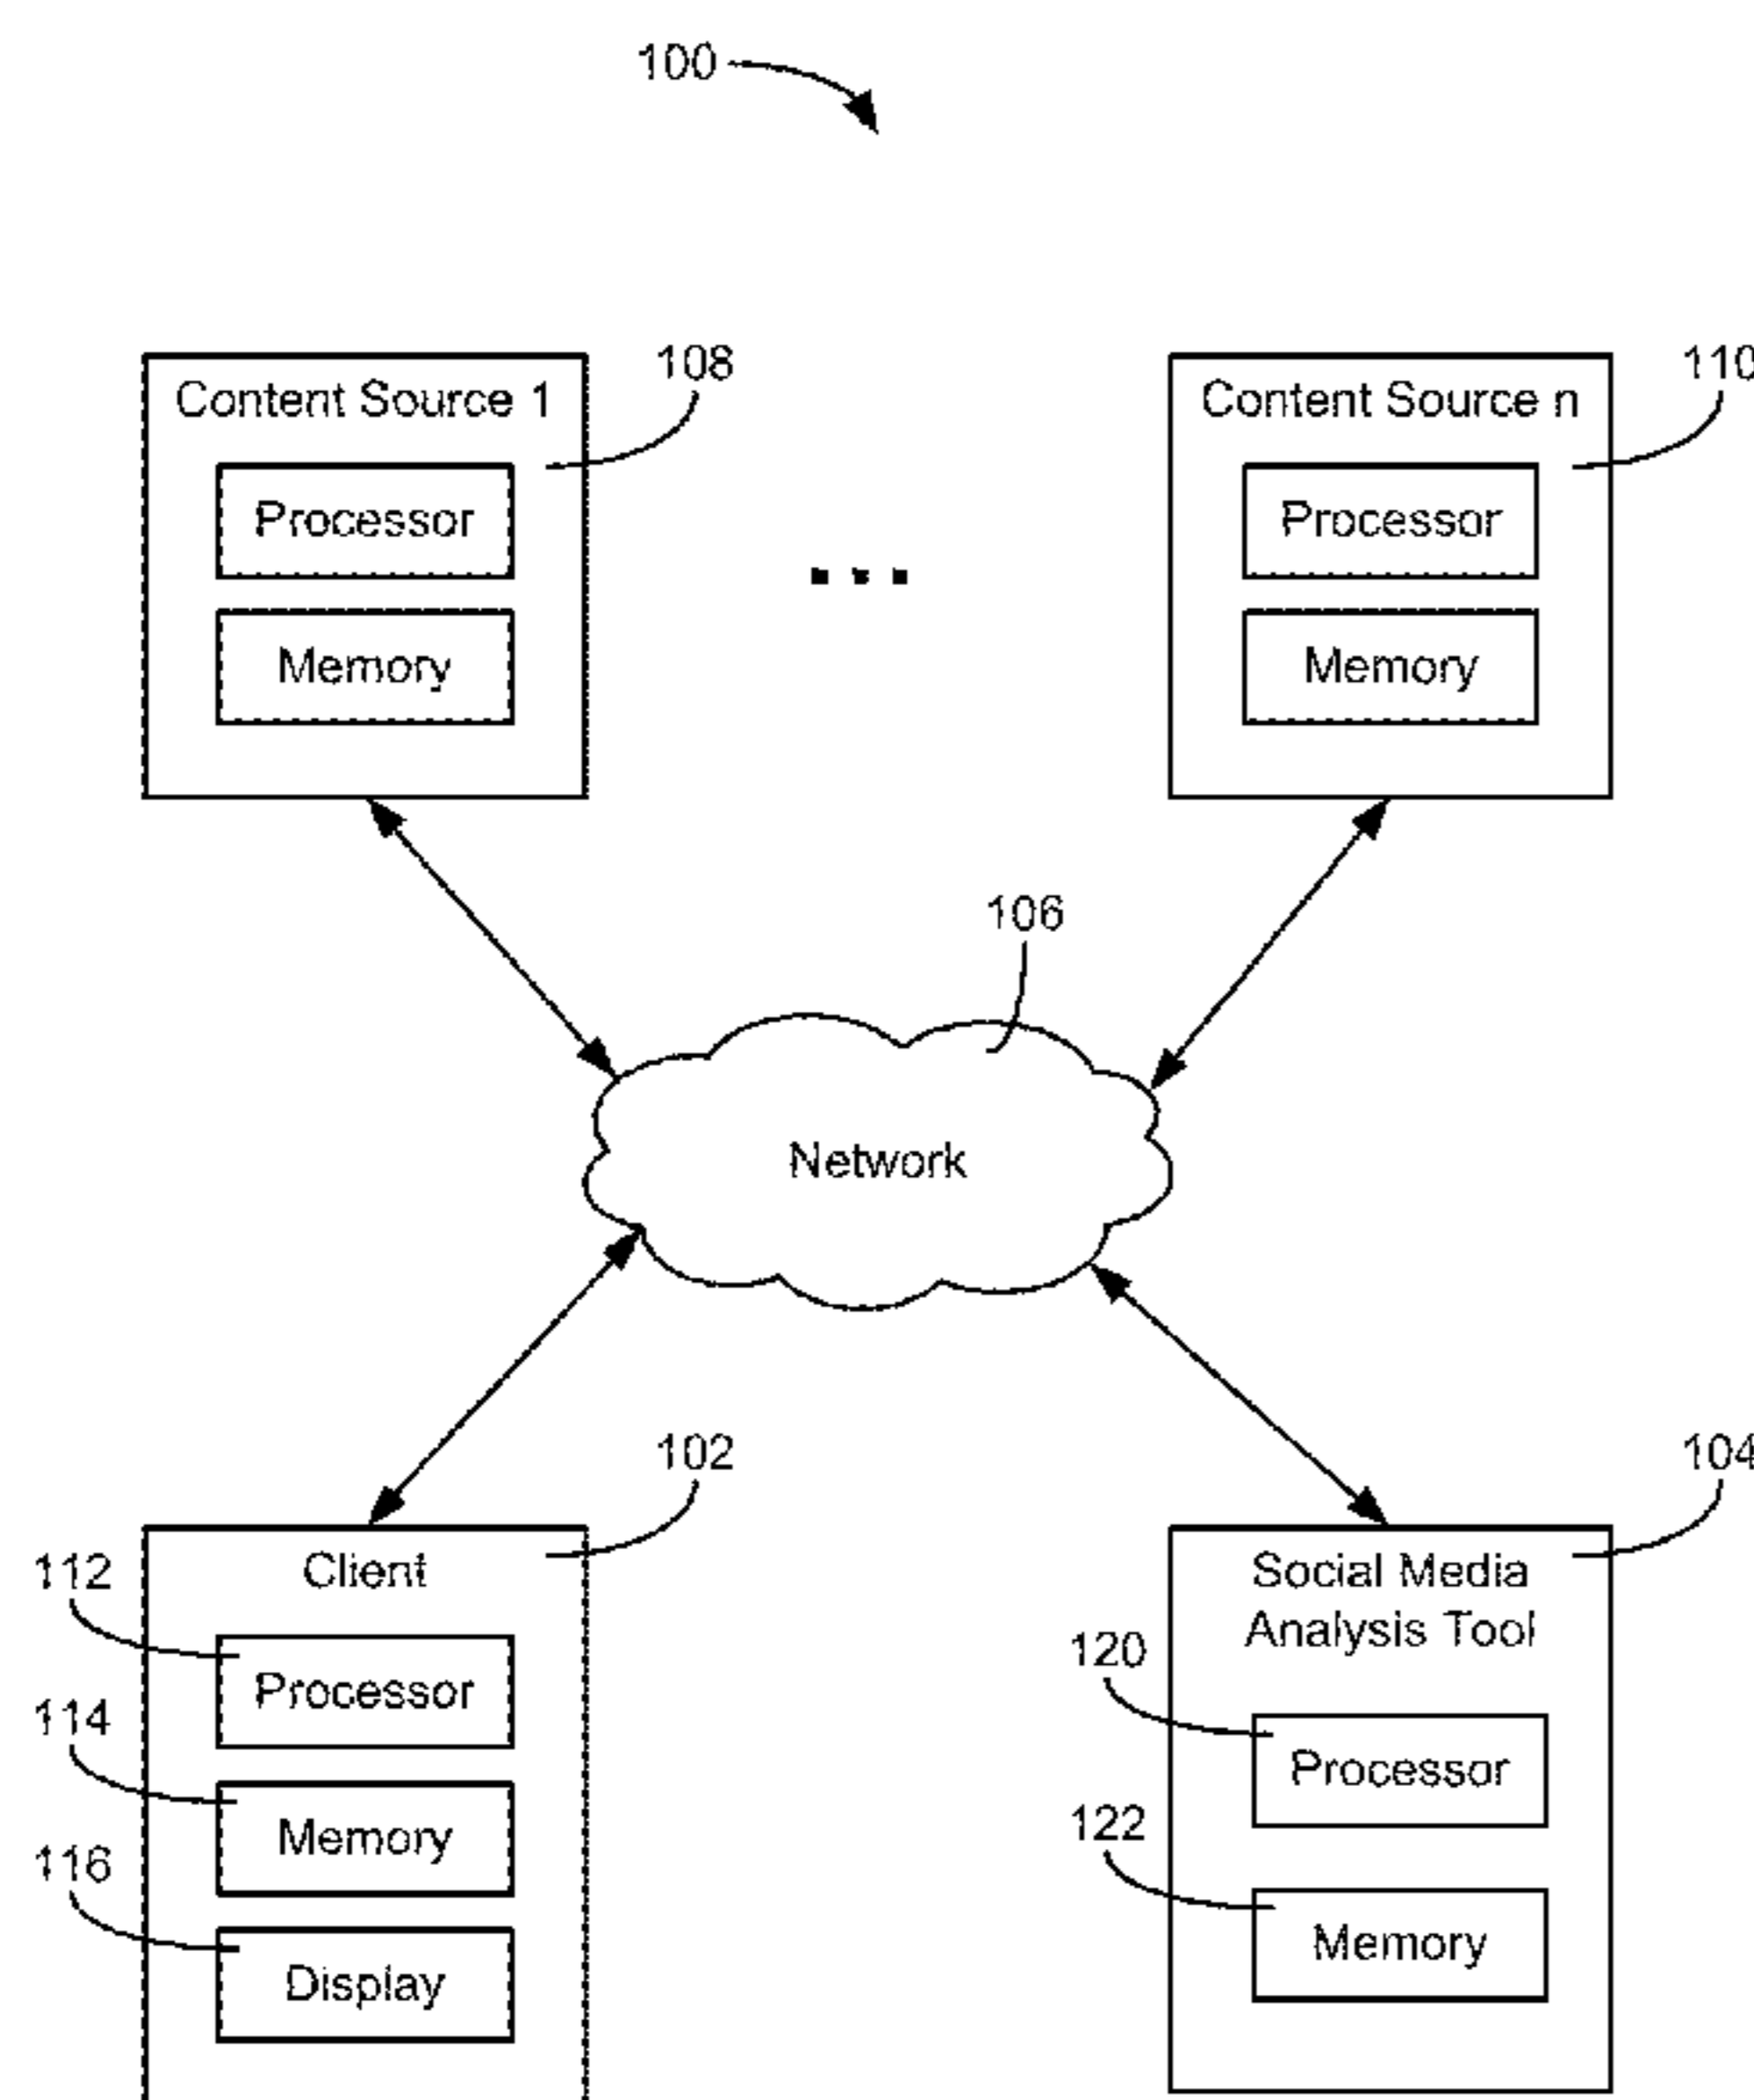 100
108
110
Content Source 1
Content Source n
Processor
Processor
Memory
Memory
106
Network
102
104
112
Client
Social Media
Analysis Tool
120
Processor
114
Processor
122
Memory
116
Memory
Display